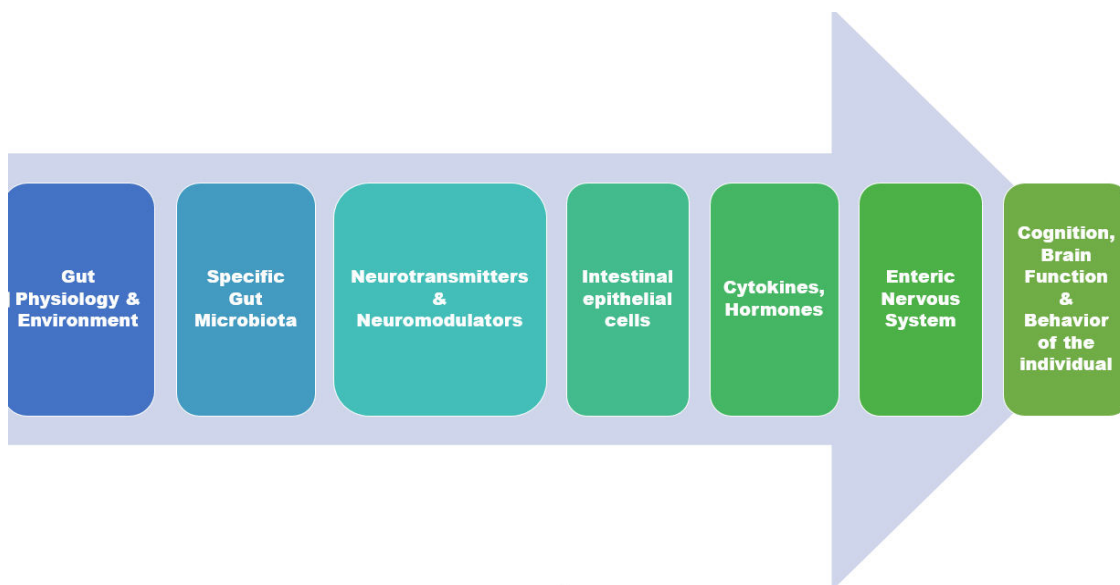 Gut
Physiology &
Environment
Specific
Gut
Microbiota
Neurotransmitters
&
Neuromodulators
Intestinal
epithelial
cells
Cytokines,
Hormones
Enteric
Nervous
System
Cognition,
Brain
Function
&
Behavior
of the
individual